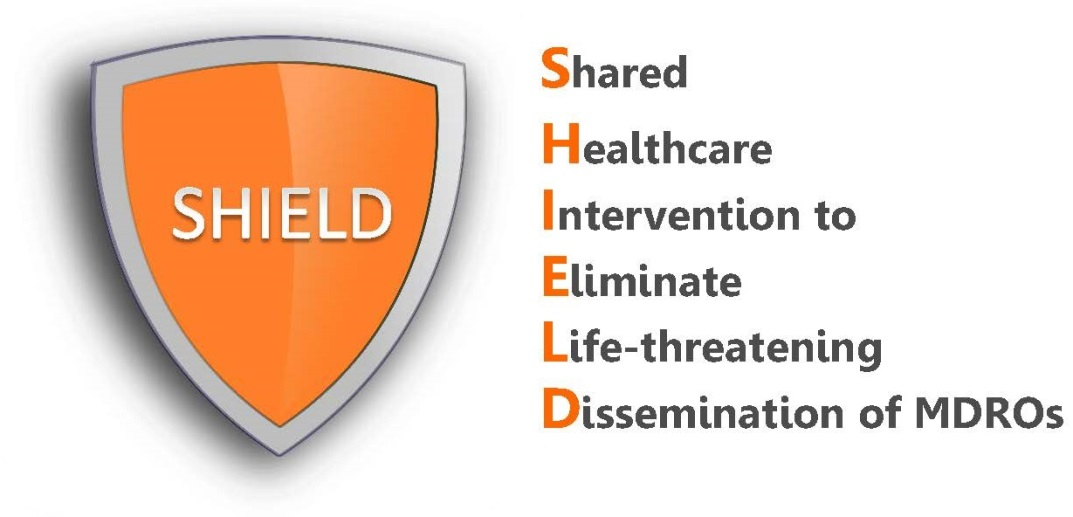 SHIELD
Shared
Healthcare
Intervention to
Eliminate
Life-threatening
Dissemination of MDROs